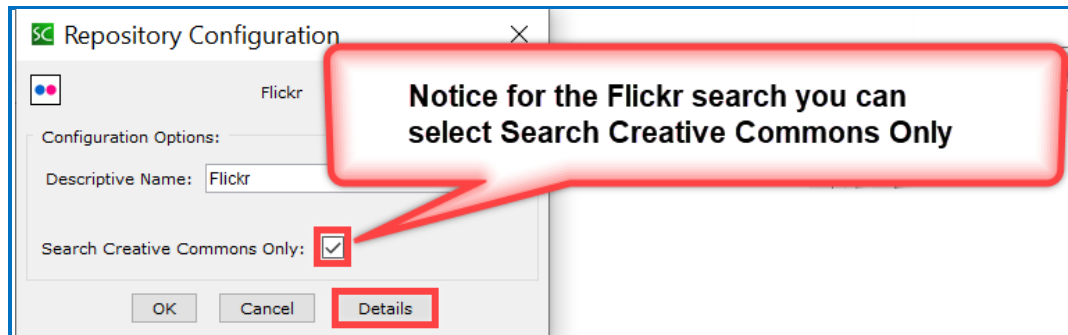 SC Repository Configuration
Flickr
Notice for the Flickr search you can
select Search Creative Commons Only
Configuration Options:
Descriptive Name: Flickr
Search Creative Commons Only:
OK Cancel Details